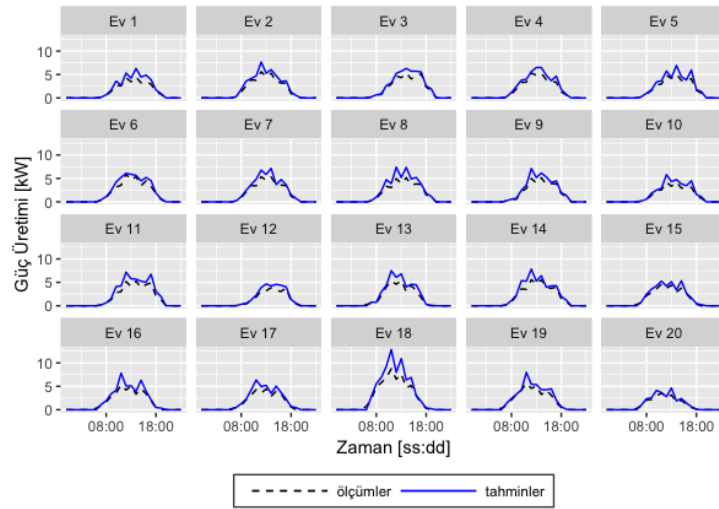 Ev 1 Ev 2 Ev 3 Ev 4 Ev 5
10
5
0
Ev 6 Ev 7 Ev 8 Ev 9 Ev 10
10
5
0
Ev 11 Ev 12 Ev 13 Ev 14 Ev 15
10
5
0
Ev 16 Ev 17 Ev 18 Ev 19 Ev 20
10
5
0
Güç Üretimi [kW]
08:00 18:00 08:00 18:00 08:00 18:00 08:00 18:00 08:00 18:00
Zaman [ss:dd]
ölçümler tahminler